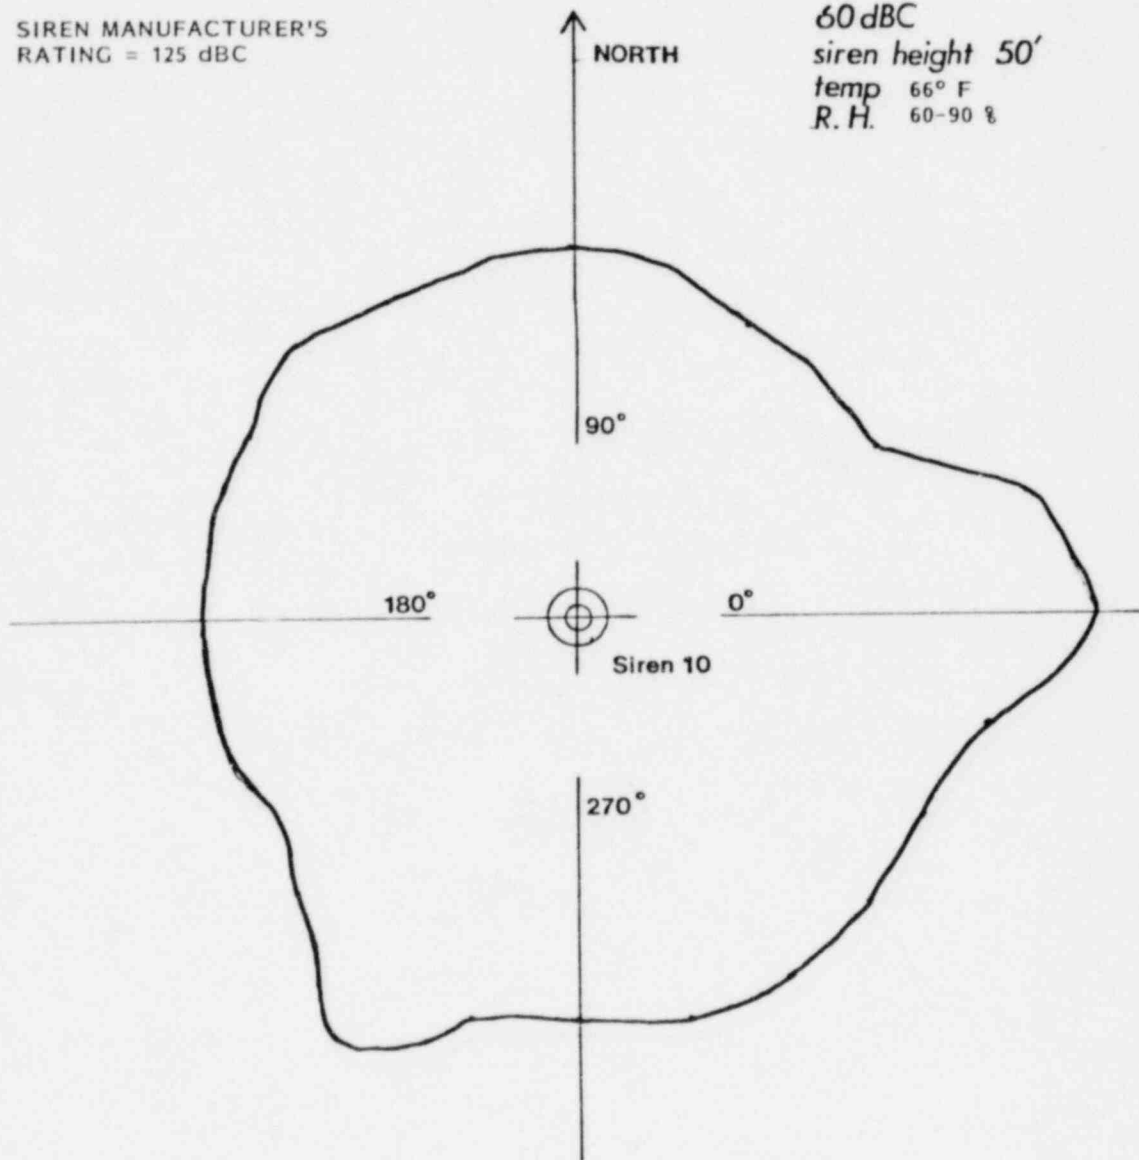 SIREN MANUFACTURER'S
RATING = 125 dBC
60 dBC
siren height 50'
temp 66° F
R. H. 60-90 %
NORTH
90°
180°
0°
Siren 10
270°